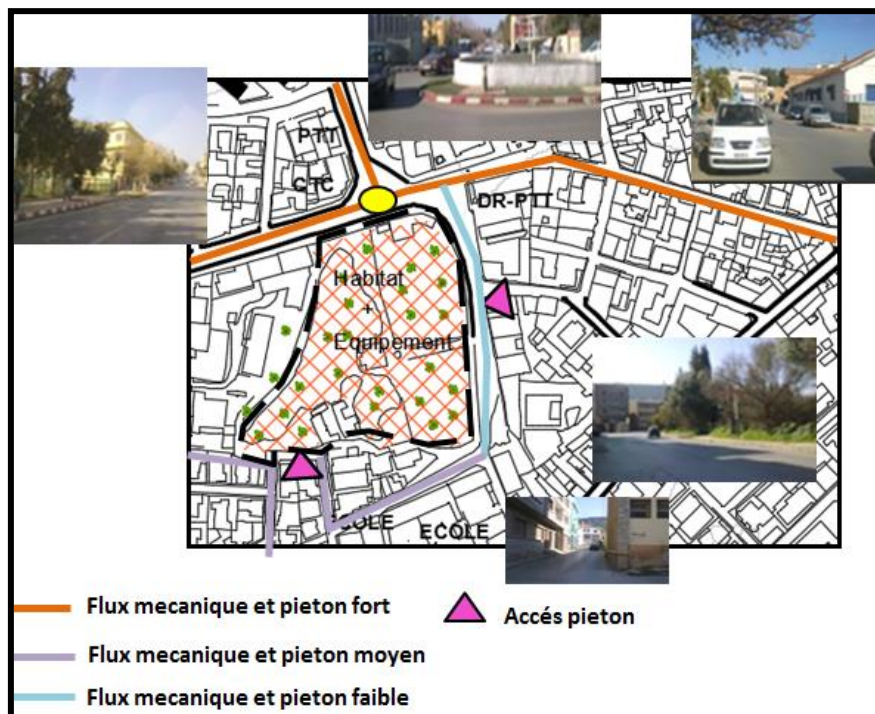 PTT
CTC
DR-PTT
Habitat
+
Equipement
ECOLE
ECOLE
Flux mecanique et pieton fort
Accés pieton
Flux mecanique et pieton moyen
Flux mecanique et pieton faible